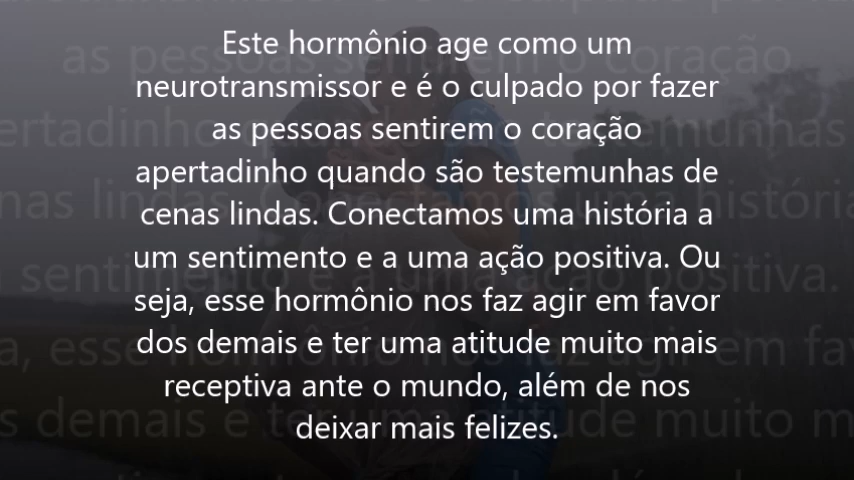 Este hormônio age como um
neurotransmissor e é o culpado por fazer
as pessoas sentirem o coração
apertadinho quando são testemunhas de
cenas lindas. Conectamos uma história a
um sentimento e a uma ação positiva. Ou
seja, esse hormônio nos faz agir em favor
dos demais e ter uma atitude muito mais
receptiva ante o mundo, além de nos
deixar mais felizes.